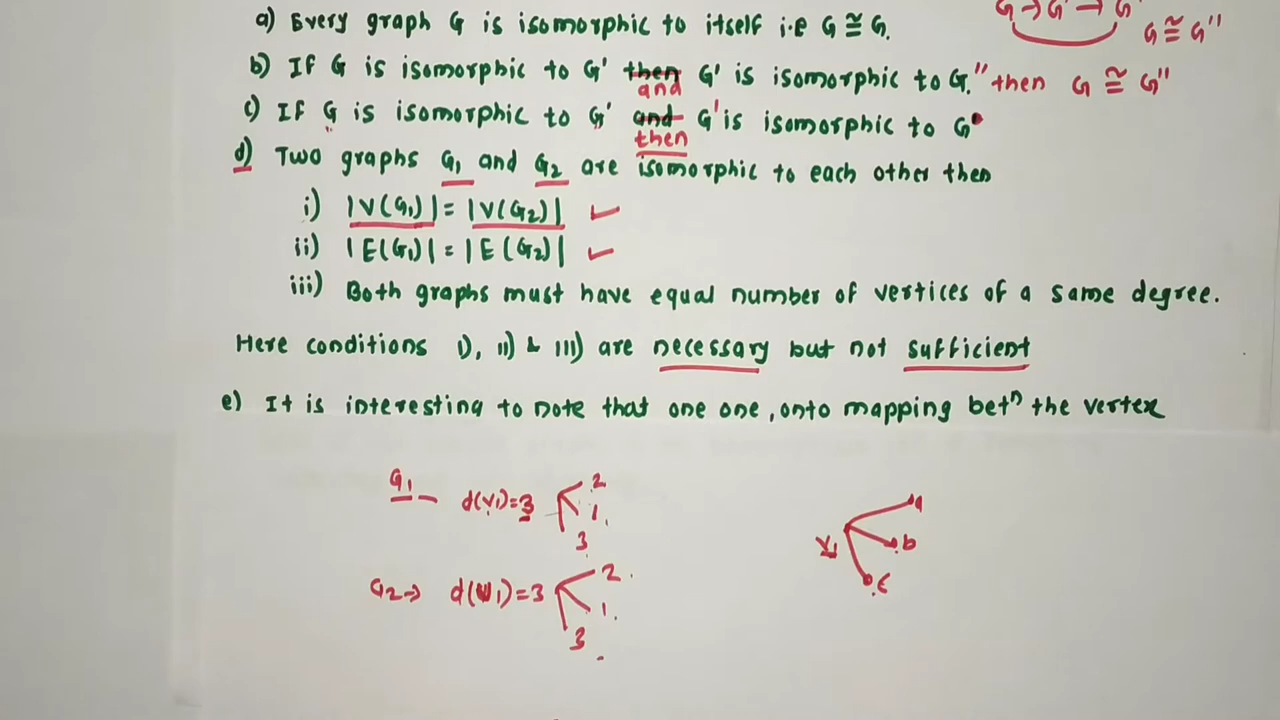 a) Every graph G is isomorphic to itself i.e G ≅ G.
G → G' → G
G ≅ G''
b) If G is isomorphic to G' then and G' is isomorphic to G.'' then G ≅ G''
c) If G is isomorphic to G' and then G' is isomorphic to G
d) Two graphs G1 and G2 are isomorphic to each other then
i) |V(G1)| = |V(G2)| ✓
ii) |E(G1)| = |E(G2)| ✓
iii) Both graphs must have equal number of vertices of a same degree.
Here conditions i), ii) & iii) are necessary but not sufficient
e) It is interesting to note that one one, onto mapping betn the vertex
G1 – d(v1)=3 2
1
3
G2 → d(u1)=3 2
1
3
v1 a
b
c